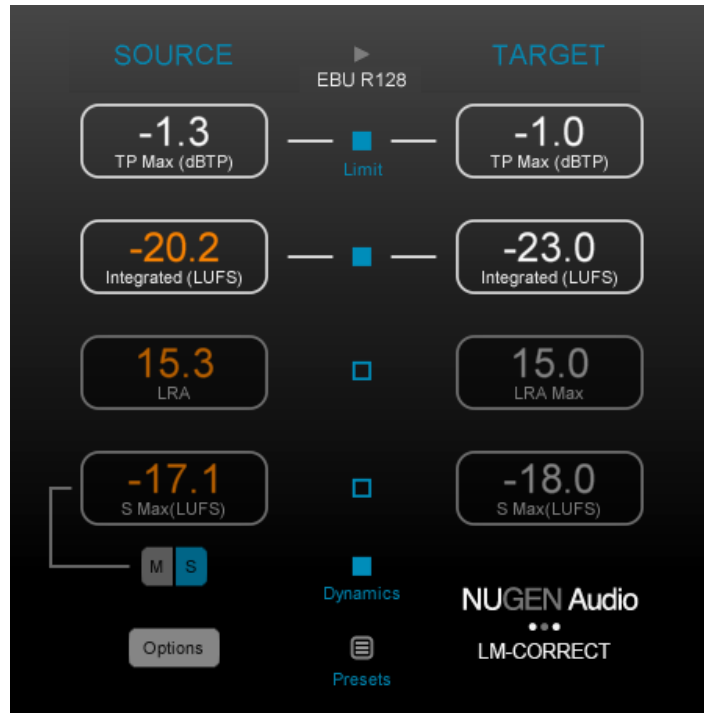 SOURCE
TARGET
EBU R128
-1.3
TP Max (dBTP)
Limit
-1.0
TP Max (dBTP)
-20.2
Integrated (LUFS)
-23.0
Integrated (LUFS)
15.3
LRA
15.0
LRA Max
-17.1
S Max(LUFS)
-18.0
S Max(LUFS)
M S
Dynamics
NUGEN Audio
LM-CORRECT
Options
Presets